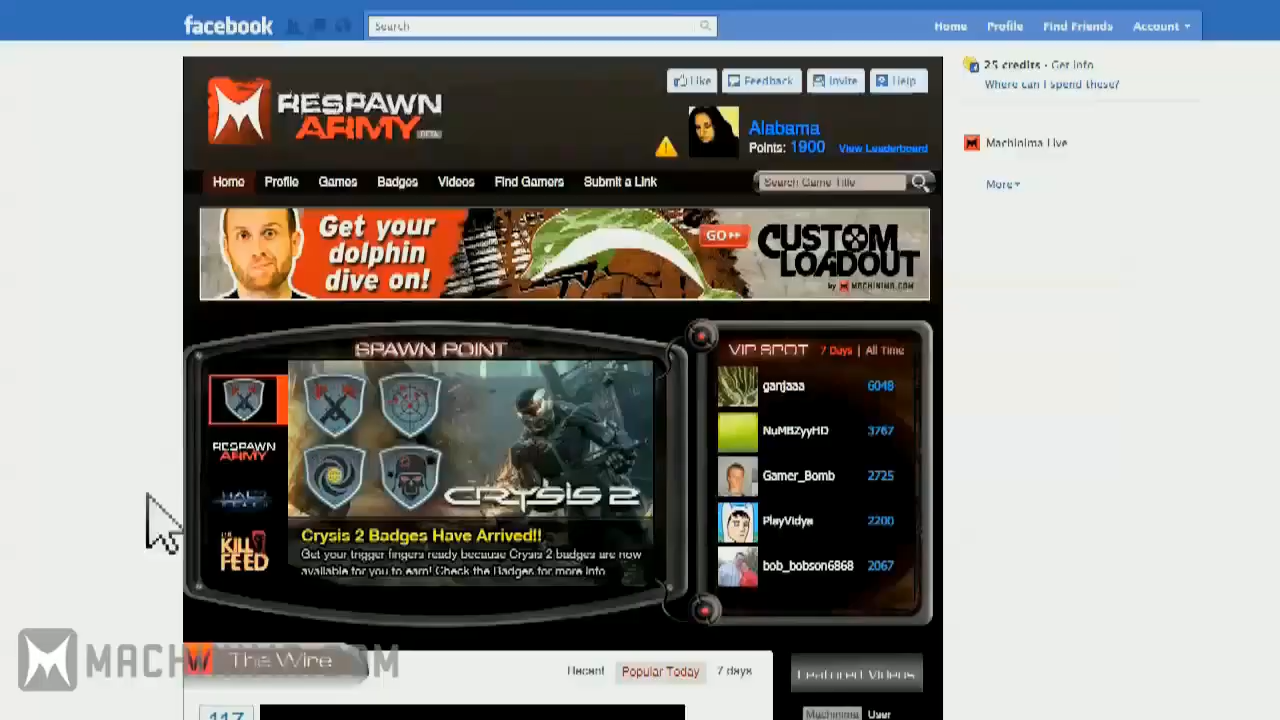 facebook
Search
Home Profile Find Friends Account
25 credits · Get Info
Where can I spend these?
Machinima Live
More
Like Feedback Invite Help
RESPAWN
ARMY BETA
Alabama
Points: 1900 View Leaderboard
Home Profile Games Badges Videos Find Gamers Submit a Link
Search Game Title
Get your
dolphin
dive on!
GO
CUSTOM
LOADOUT
by MACHINIMA.COM
SPAWN POINT
RESPAWN
ARMY
KILL
FEED
CRYSIS 2
Crysis 2 Badges Have Arrived!!
Get your trigger fingers ready because Crysis 2 badges are now
available for you to earn! Check the Badges for more info
VIP SPOT 7 Days | All Time
ganjaaa 6048
NuMBZyyHD 3767
Gamer_Bomb 2725
PlayVidya 2200
bob_bobson6868 2067
The Wire
Recent Popular Today 7 days
117
Featured Videos
Machinima User